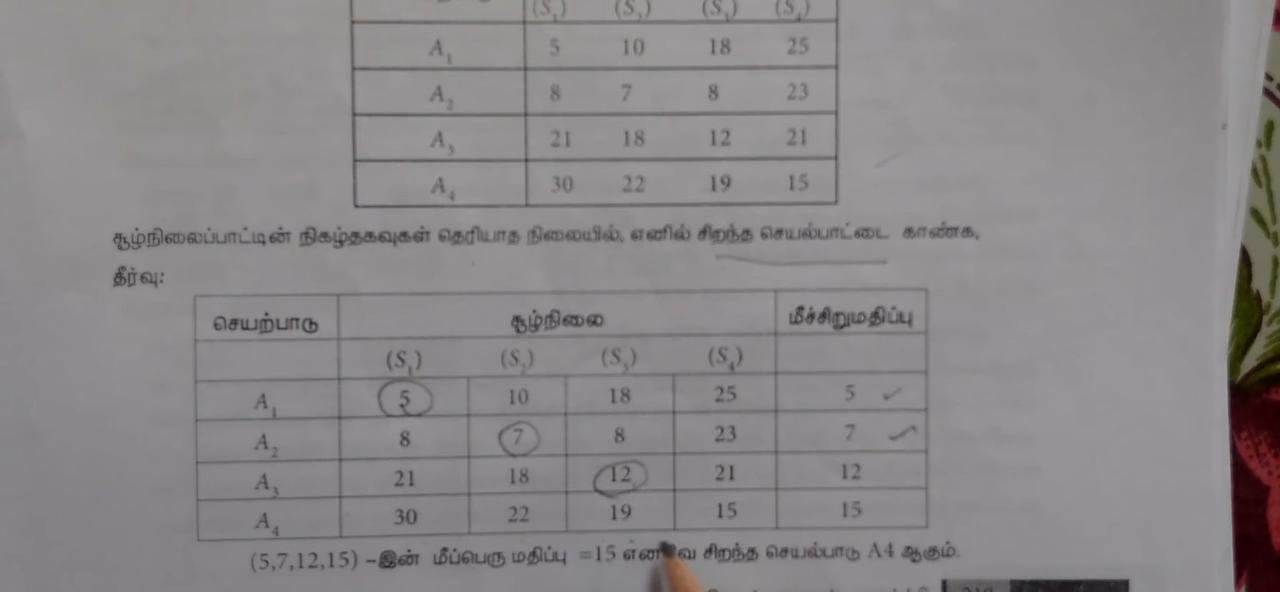 (S₁) (S₂) (S₃) (S₄)
A₁ 5 10 18 25
A₂ 8 7 8 23
A₃ 21 18 12 21
A₄ 30 22 19 15
சூழ்நிலைப்பாட்டின் நிகழ்தகவுகள் தெரியாத நிலையில், எனில் சிறந்த செயல்பாட்டை காண்க.
தீர்வு:
செயற்பாடு சூழ்நிலை மீச்சிறுமதிப்பு
(S₁) (S₂) (S₃) (S₄)
A₁ 5 10 18 25 5
A₂ 8 7 8 23 7
A₃ 21 18 12 21 12
A₄ 30 22 19 15 15
(5,7,12,15) –இன் மீப்பெரு மதிப்பு =15 எனவே சிறந்த செயல்பாடு A4 ஆகும்.